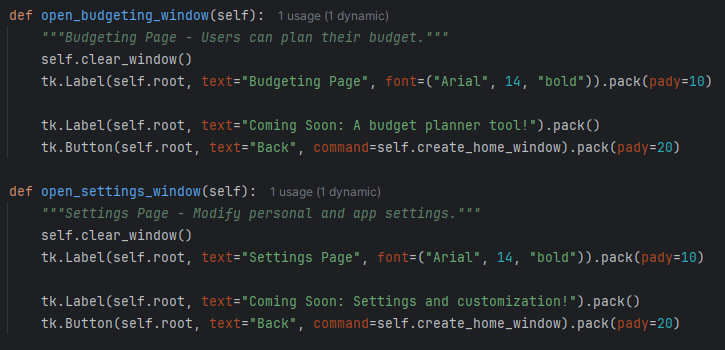 def open_budgeting_window(self): 1 usage (1 dynamic)
"""Budgeting Page - Users can plan their budget."""
self.clear_window()
tk.Label(self.root, text="Budgeting Page", font=("Arial", 14, "bold")).pack(pady=10)
tk.Label(self.root, text="Coming Soon: A budget planner tool!").pack()
tk.Button(self.root, text="Back", command=self.create_home_window).pack(pady=20)
def open_settings_window(self): 1 usage (1 dynamic)
"""Settings Page - Modify personal and app settings."""
self.clear_window()
tk.Label(self.root, text="Settings Page", font=("Arial", 14, "bold")).pack(pady=10)
tk.Label(self.root, text="Coming Soon: Settings and customization!").pack()
tk.Button(self.root, text="Back", command=self.create_home_window).pack(pady=20)